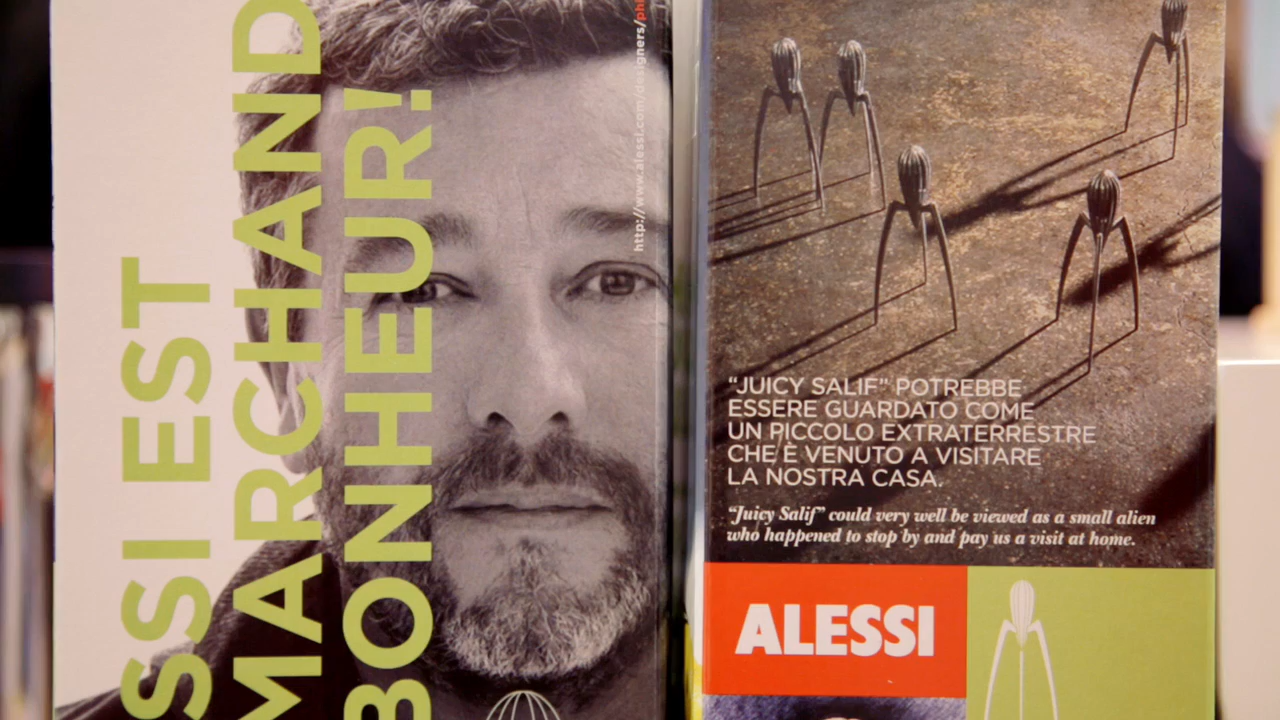 SSI EST
MARCHAND
BONHEUR!
http://www.alessi.com/designers/ph
"JUICY SALIF" POTREBBE
ESSERE GUARDATO COME
UN PICCOLO EXTRATERRESTRE
CHE È VENUTO A VISITARE
LA NOSTRA CASA.
"Juicy Salif" could very well be viewed as a small alien
who happened to stop by and pay us a visit at home.
ALESSI